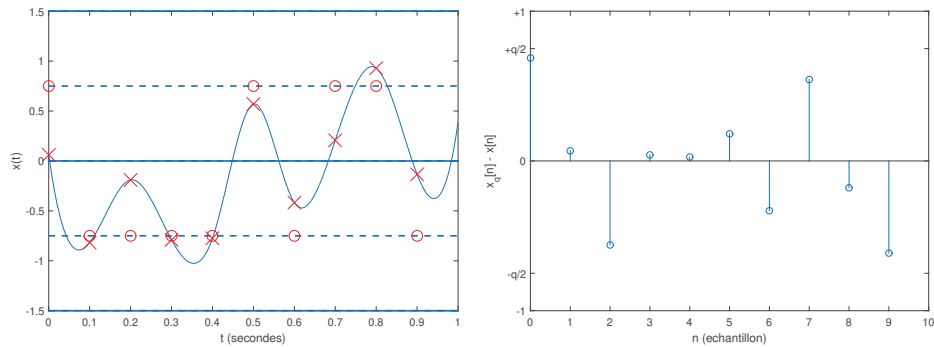 1.5
1
0.5
0
-0.5
-1
-1.5
x(t)
0 0.1 0.2 0.3 0.4 0.5 0.6 0.7 0.8 0.9 1
t (secondes)
+1
+q/2
0
-q/2
-1
x_q[n] - x[n]
0 1 2 3 4 5 6 7 8 9 10
n (echantillon)